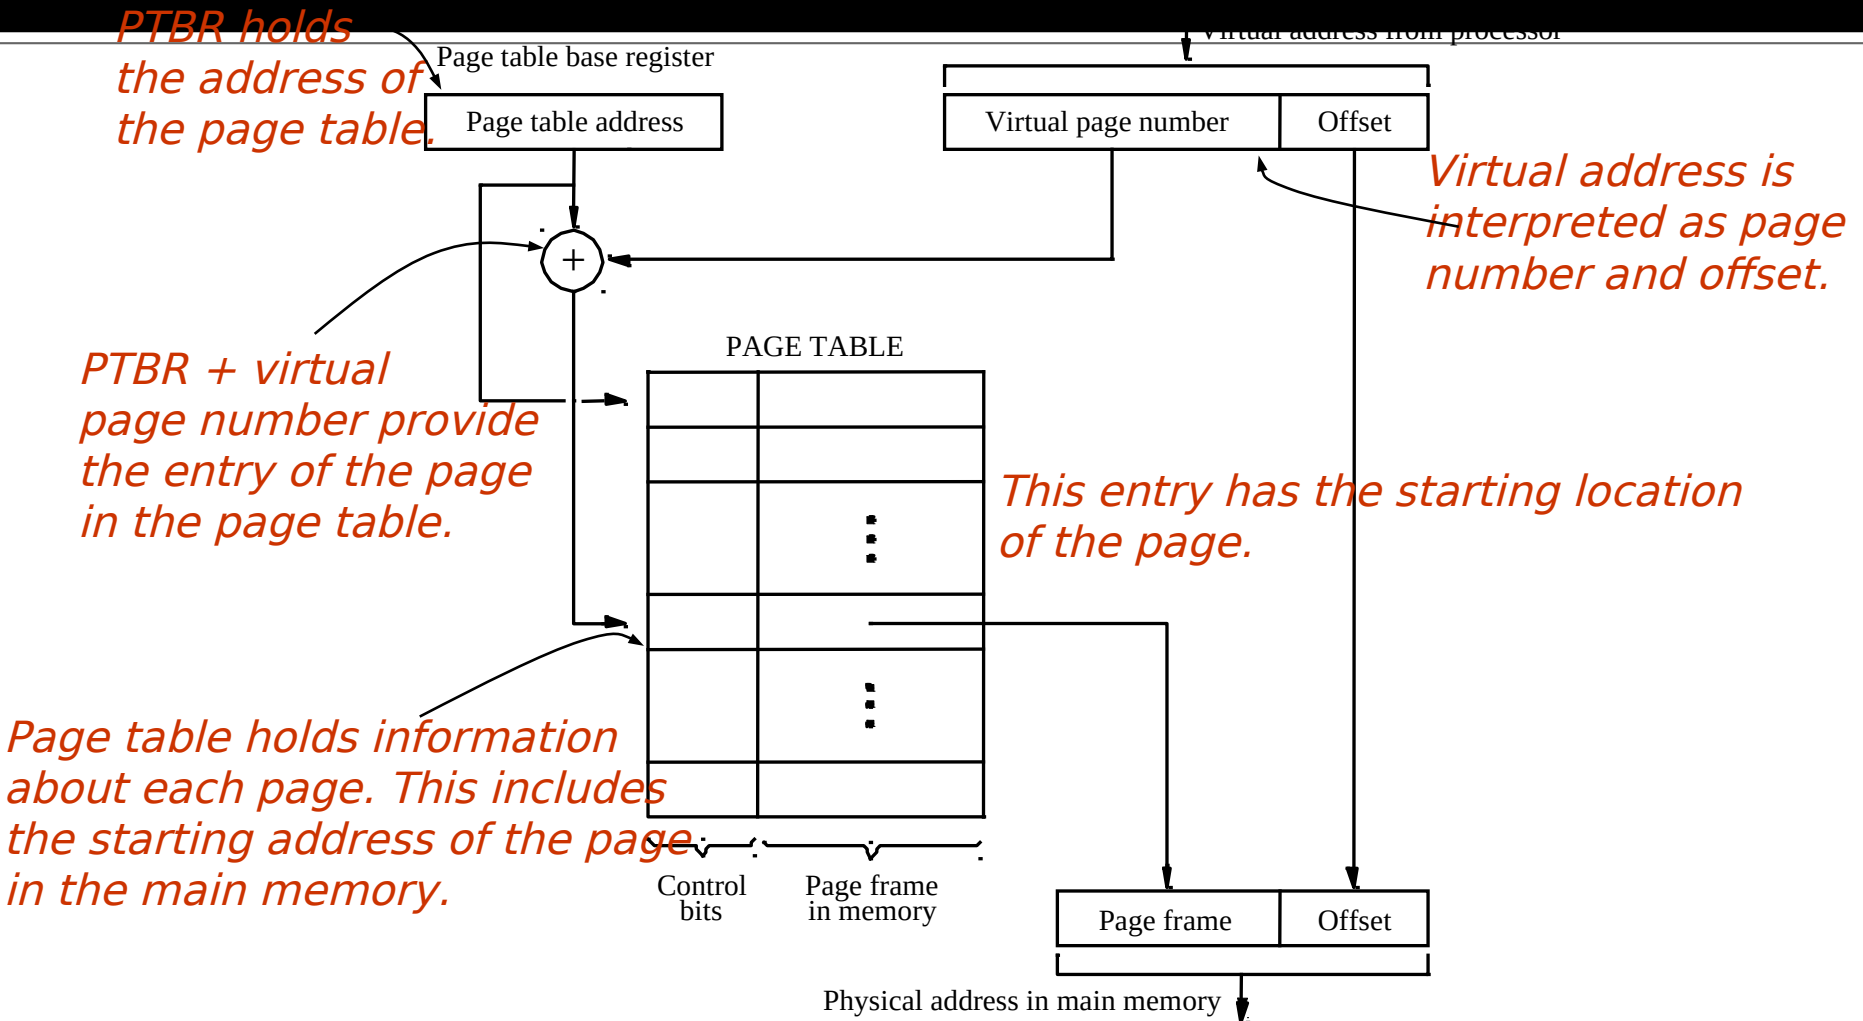 PTBR holds
the address of
the page table.
Page table base register
Page table address
Virtual address from processor
Virtual page number
Offset
Virtual address is
interpreted as page
number and offset.
+
PTBR + virtual
page number provide
the entry of the page
in the page table.
PAGE TABLE
This entry has the starting location
of the page.
Page table holds information
about each page. This includes
the starting address of the page
in the main memory.
Control
bits
Page frame
in memory
Page frame
Offset
Physical address in main memory